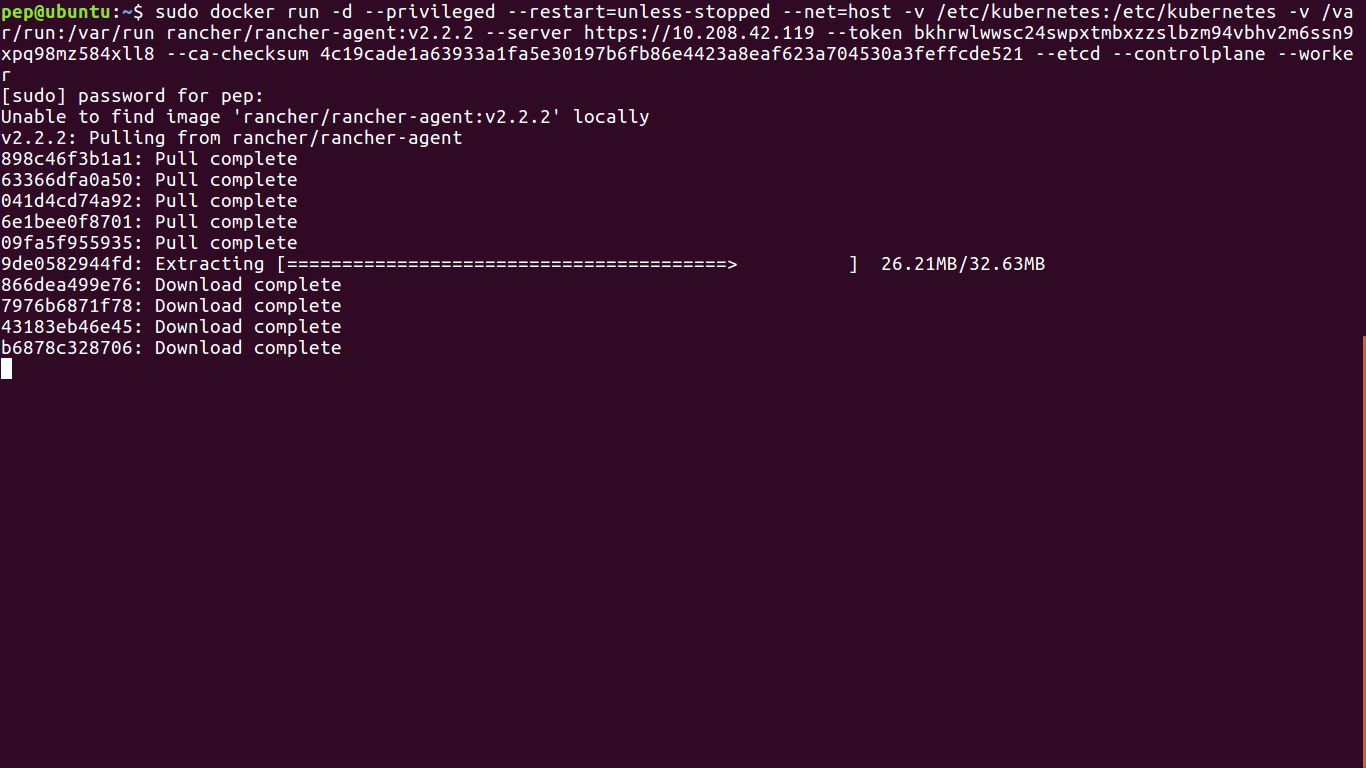 pep@ubuntu:~$ sudo docker run -d --privileged --restart=unless-stopped --net=host -v /etc/kubernetes:/etc/kubernetes -v /va
r/run:/var/run rancher/rancher-agent:v2.2.2 --server https://10.208.42.119 --token bkhrwlwwsc24swpxtmbxzzslbzm94vbhv2m6ssn9
xpq98mz584xll8 --ca-checksum 4c19cade1a63933a1fa5e30197b6fb86e4423a8eaf623a704530a3feffcde521 --etcd --controlplane --worke
r
[sudo] password for pep:
Unable to find image 'rancher/rancher-agent:v2.2.2' locally
v2.2.2: Pulling from rancher/rancher-agent
898c46f3b1a1: Pull complete
63366dfa0a50: Pull complete
041d4cd74a92: Pull complete
6e1bee0f8701: Pull complete
09fa5f955935: Pull complete
9de0582944fd: Extracting [========================================>          ]  26.21MB/32.63MB
866dea499e76: Download complete
7976b6871f78: Download complete
43183eb46e45: Download complete
b6878c328706: Download complete